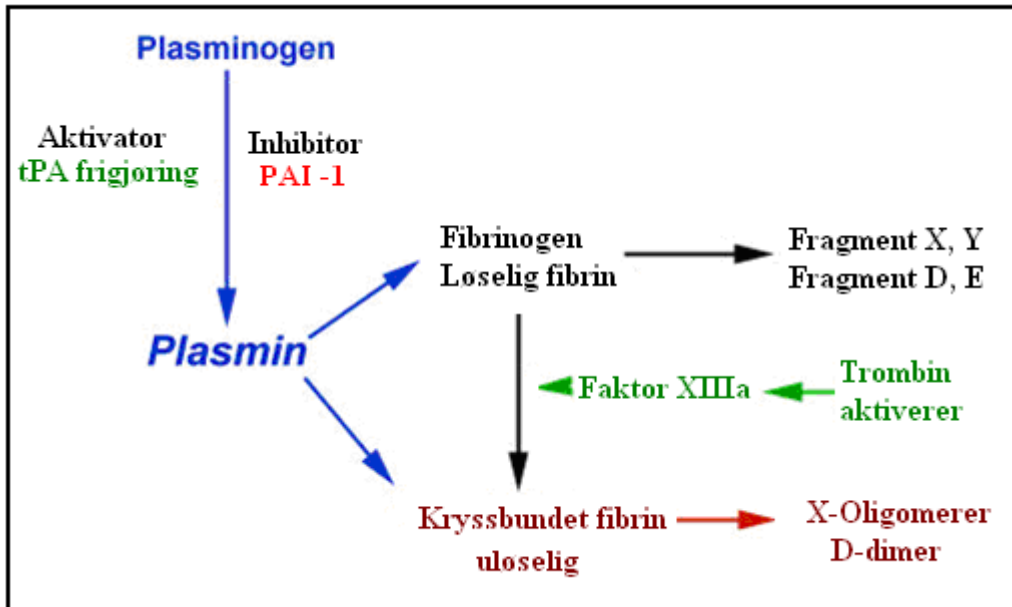 Plasminogen
Aktivator
tPA frigjøring
Inhibitor
PAI -1
Fibrinogen
Løselig fibrin
Fragment X, Y
Fragment D, E
Plasmin
Faktor XIIIa
Trombin
aktiverer
Kryssbundet fibrin
uløselig
X-Oligomerer
D-dimer